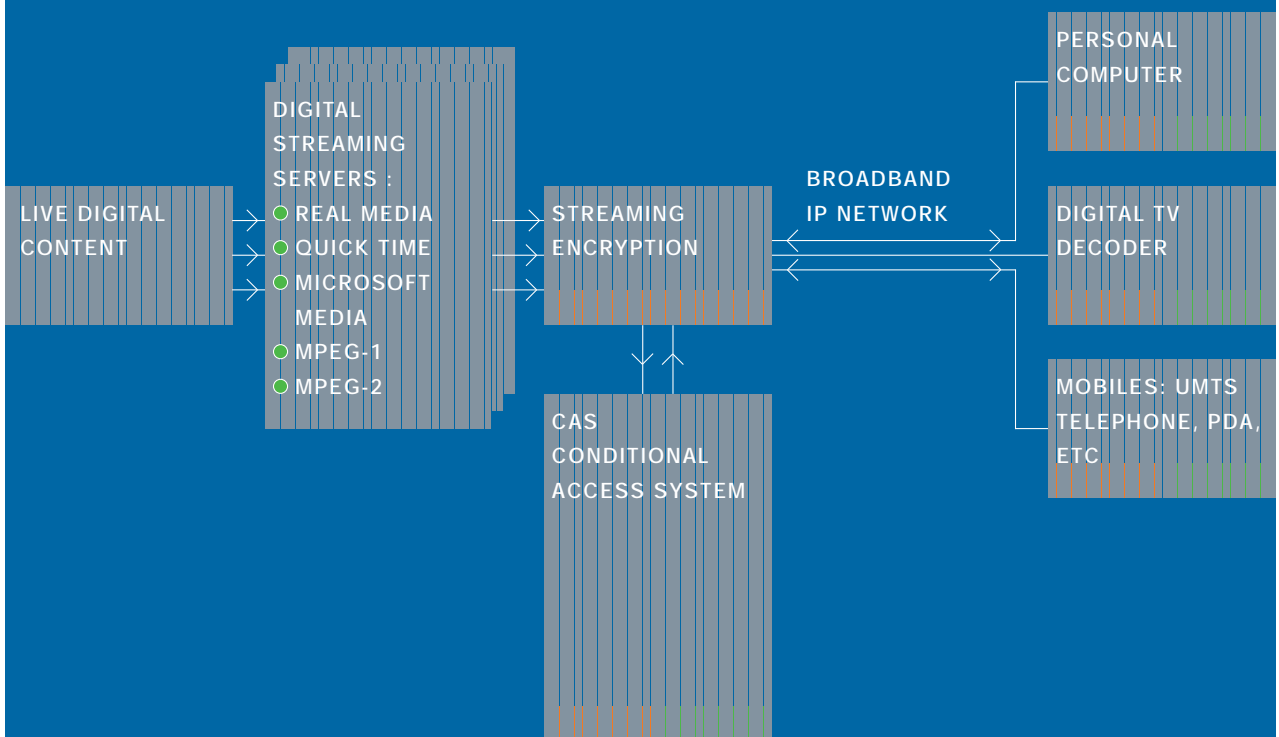 LIVE DIGITAL
CONTENT
DIGITAL
STREAMING
SERVERS :
REAL MEDIA
QUICK TIME
MICROSOFT
MEDIA
MPEG-1
MPEG-2
STREAMING
ENCRYPTION
CAS
CONDITIONAL
ACCESS SYSTEM
BROADBAND
IP NETWORK
PERSONAL
COMPUTER
DIGITAL TV
DECODER
MOBILES: UMTS
TELEPHONE, PDA,
ETC